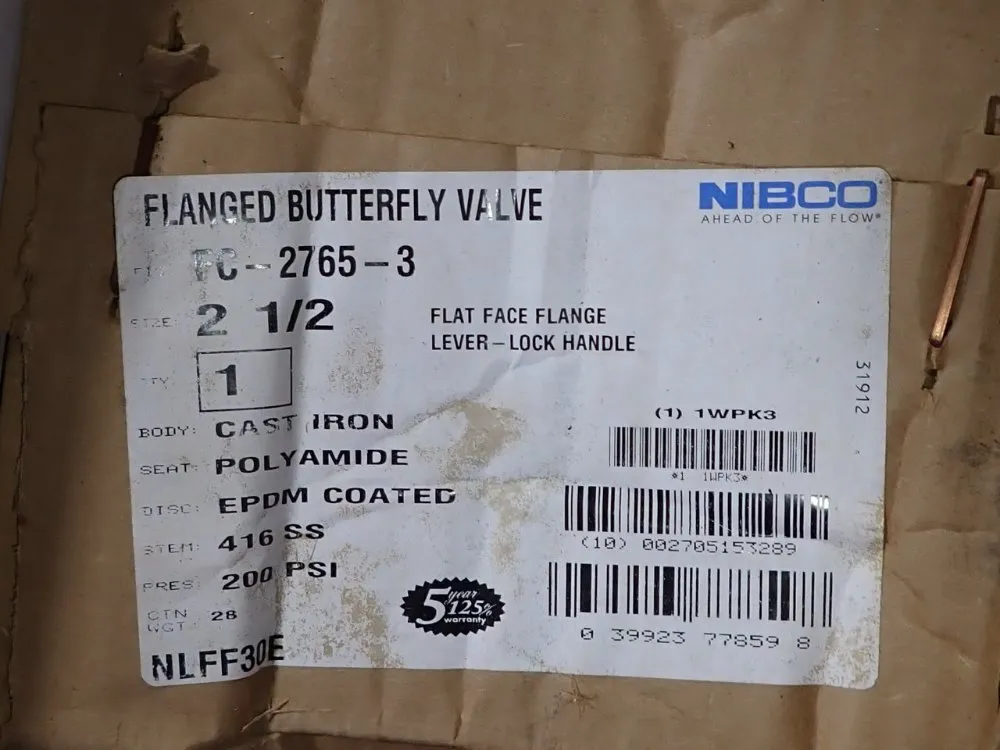 FLANGED BUTTERFLY VALVE
NIBCO
AHEAD OF THE FLOW®
FC-2765-3
SIZE: 2 1/2
FLAT FACE FLANGE
LEVER-LOCK HANDLE
1
31912
BODY: CAST IRON
(1) 1WPK3
*1 1WPK3*
SEAT: POLYAMIDE
DISC: EPDM COATED
(10) 002705153289
STEM: 416 SS
PRES: 200 PSI
5 year 125% warranty
CTN WGT 28
0 39923 77859 8
NLFF30E